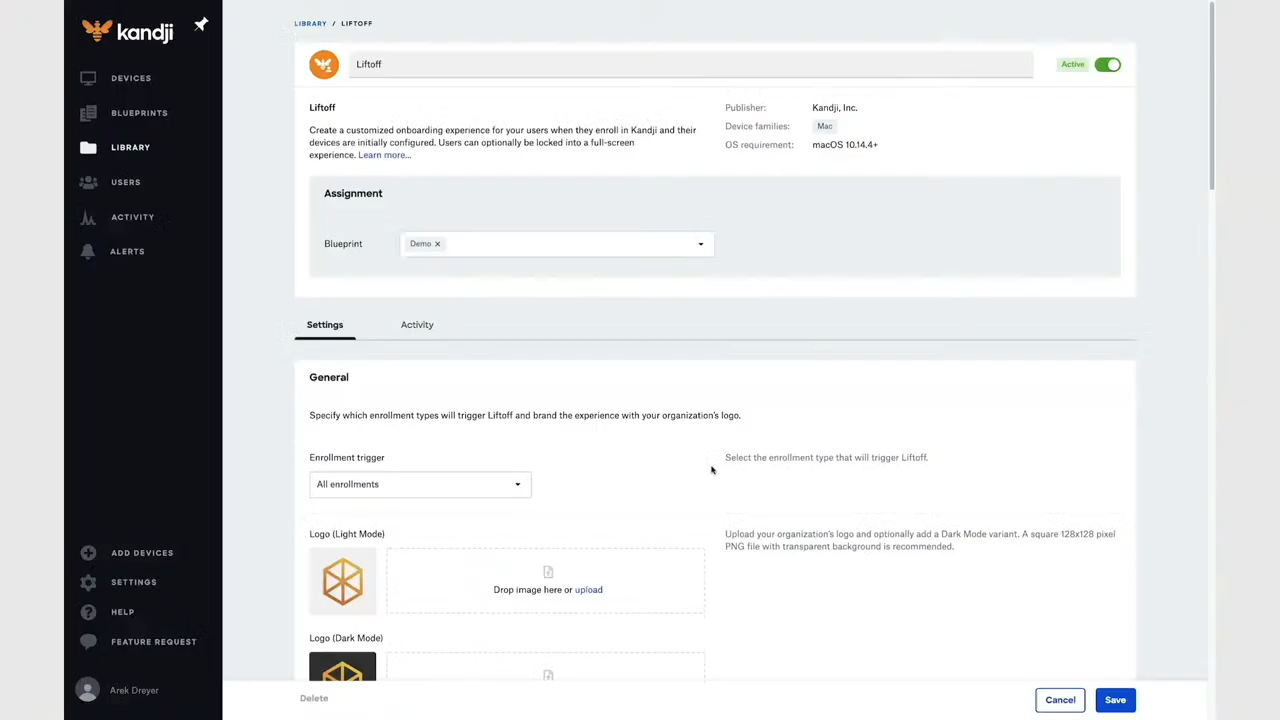 kandji
DEVICES
BLUEPRINTS
LIBRARY
USERS
ACTIVITY
ALERTS
ADD DEVICES
SETTINGS
HELP
FEATURE REQUEST
Arek Dreyer
LIBRARY / LIFTOFF
Liftoff
Active
Liftoff
Create a customized onboarding experience for your users when they enroll in Kandji and their
devices are initially configured. Users can optionally be locked into a full-screen
experience. Learn more...
Publisher: Kandji, Inc.
Device families: Mac
OS requirement: macOS 10.14.4+
Assignment
Blueprint Demo ×
Settings Activity
General
Specify which enrollment types will trigger Liftoff and brand the experience with your organization's logo.
Enrollment trigger
All enrollments
Select the enrollment type that will trigger Liftoff.
Logo (Light Mode)
Drop image here or upload
Upload your organization's logo and optionally add a Dark Mode variant. A square 128x128 pixel
PNG file with transparent background is recommended.
Logo (Dark Mode)
Delete
Cancel
Save